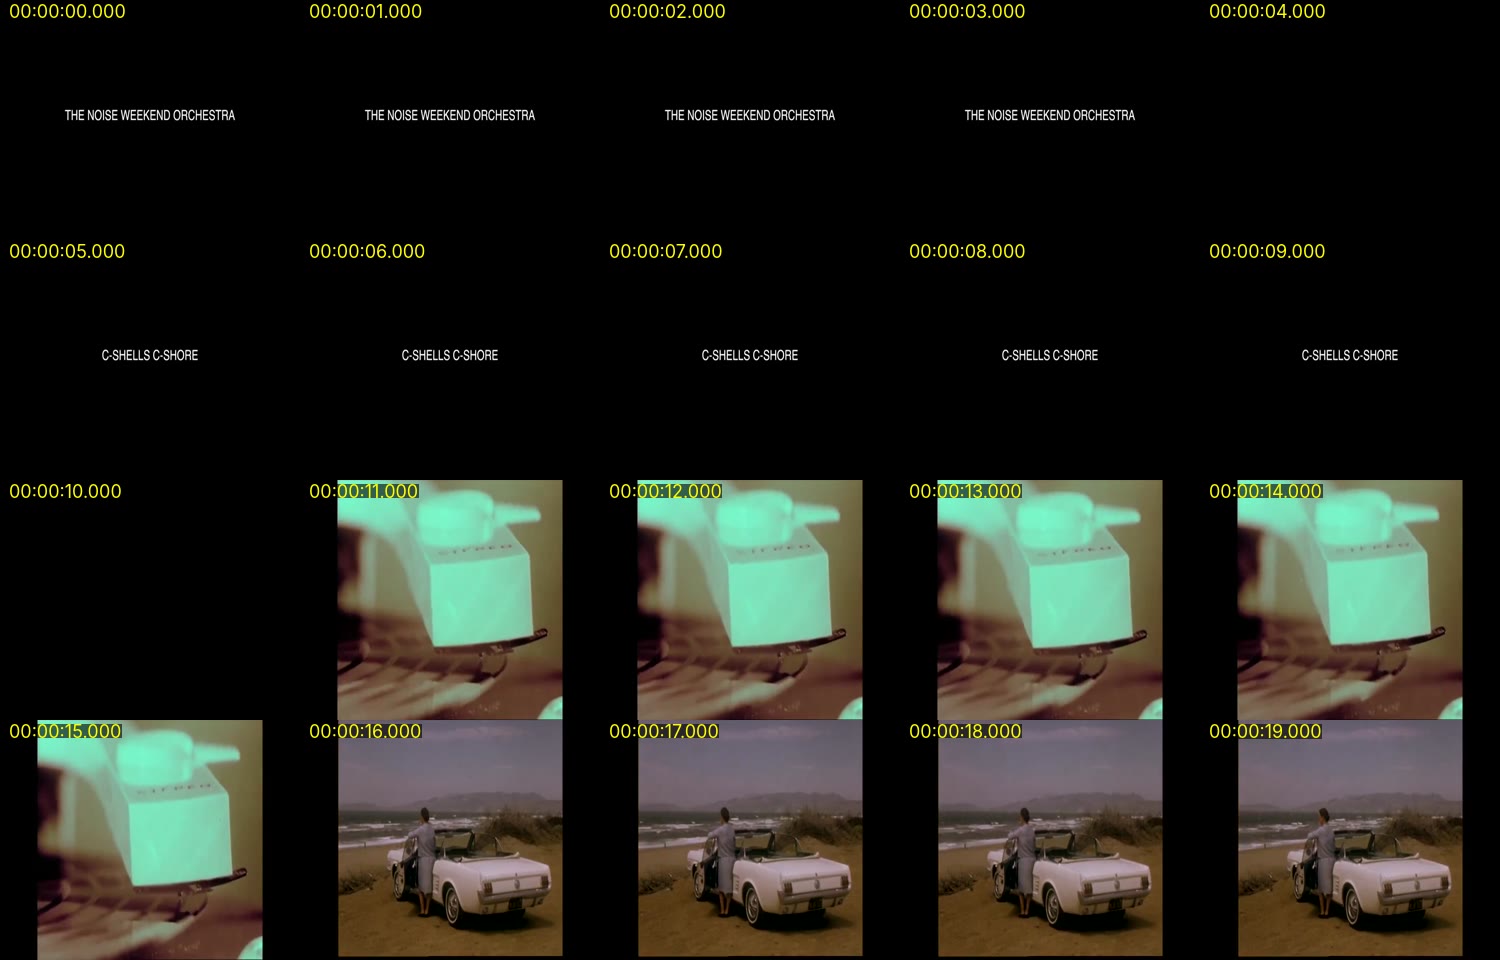 00:00:00.000
00:00:01.000
00:00:02.000
00:00:03.000
00:00:04.000
THE NOISE WEEKEND ORCHESTRA
THE NOISE WEEKEND ORCHESTRA
THE NOISE WEEKEND ORCHESTRA
THE NOISE WEEKEND ORCHESTRA
00:00:05.000
00:00:06.000
00:00:07.000
00:00:08.000
00:00:09.000
C-SHELLS C-SHORE
C-SHELLS C-SHORE
C-SHELLS C-SHORE
C-SHELLS C-SHORE
C-SHELLS C-SHORE
00:00:10.000
00:00:11.000
00:00:12.000
00:00:13.000
00:00:14.000
STEREO
STEREO
STEREO
STEREO
00:00:15.000
00:00:16.000
00:00:17.000
00:00:18.000
00:00:19.000
STEREO